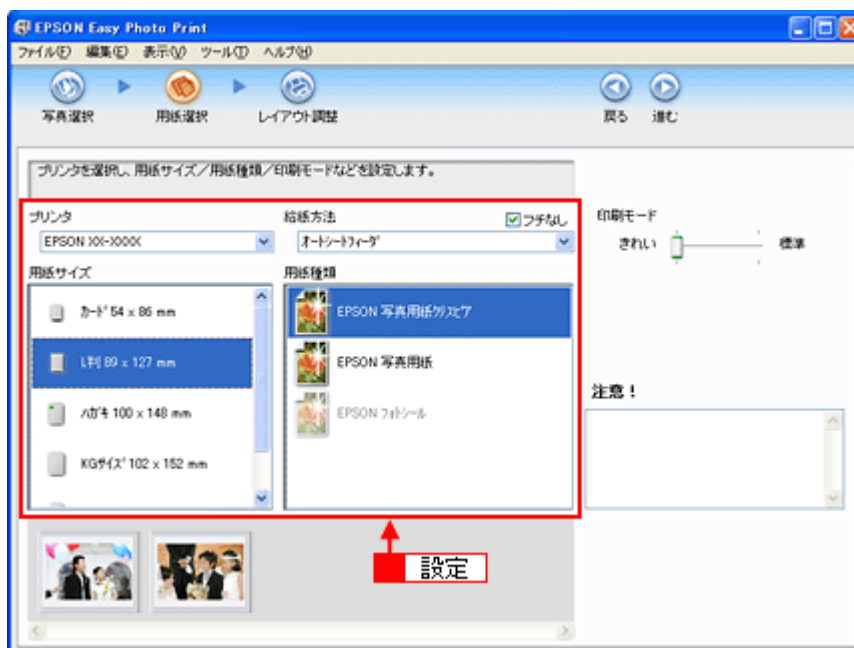 EPSON Easy Photo Print
ファイル(F) 編集(E) 表示(V) ツール(T) ヘルプ(H)
写真選択 用紙選択 レイアウト調整 戻る 進む
プリンタを選択し、用紙サイズ／用紙種類／印刷モードなどを設定します。
プリンタ 給紙方法 フチなし 印刷モード
EPSON XX-XXXX オートシートフィーダ きれい 標準
用紙サイズ 用紙種類
カード 54 x 86 mm
EPSON 写真用紙クリスピア
L判 89 x 127 mm
EPSON 写真用紙
注意！
ハガキ 100 x 148 mm
EPSON フォトシール
KGサイズ 102 x 152 mm
設定